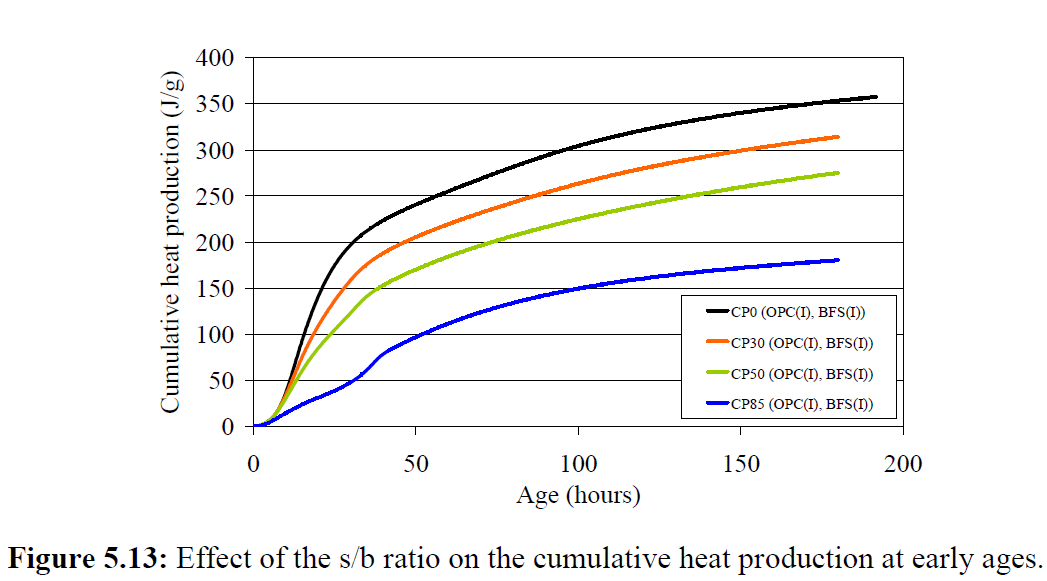 Cumulative heat production (J/g)
400
350
300
250
200
150
100
50
0
0 50 100 150 200
Age (hours)
CP0 (OPC(I), BFS(I))
CP30 (OPC(I), BFS(I))
CP50 (OPC(I), BFS(I))
CP85 (OPC(I), BFS(I))
Figure 5.13: Effect of the s/b ratio on the cumulative heat production at early ages.